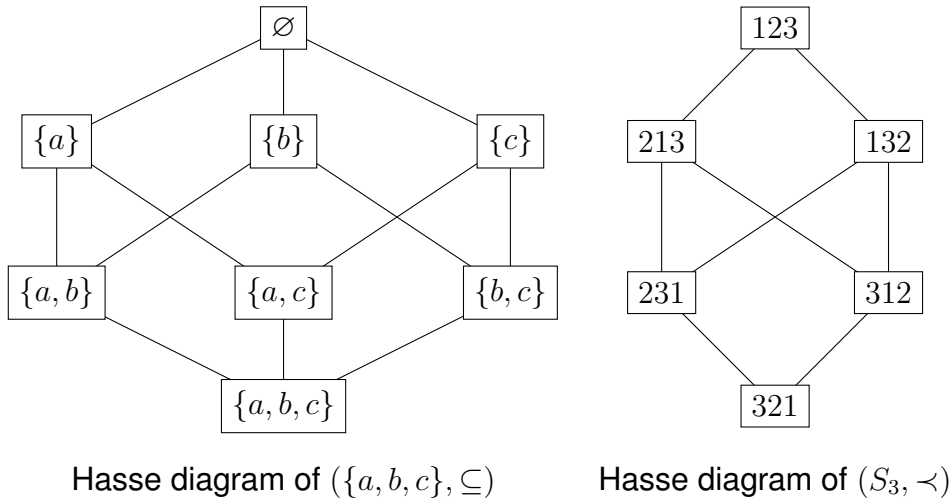 ∅ 123
{a} {b} {c} 213 132
{a, b} {a, c} {b, c} 231 312
{a, b, c} 321
Hasse diagram of ({a, b, c}, ⊆) Hasse diagram of (S₃, ≺)